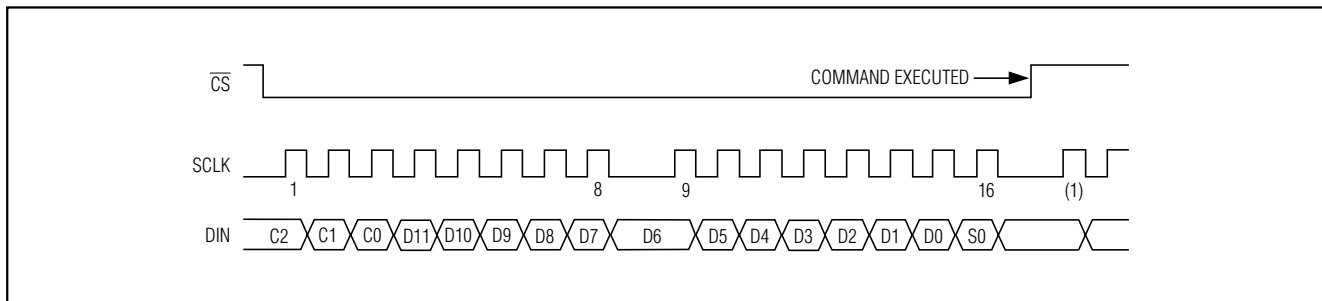 CS
COMMAND EXECUTED
SCLK
1 8 9 16 (1)
DIN C2 C1 C0 D11 D10 D9 D8 D7 D6 D5 D4 D3 D2 D1 D0 S0